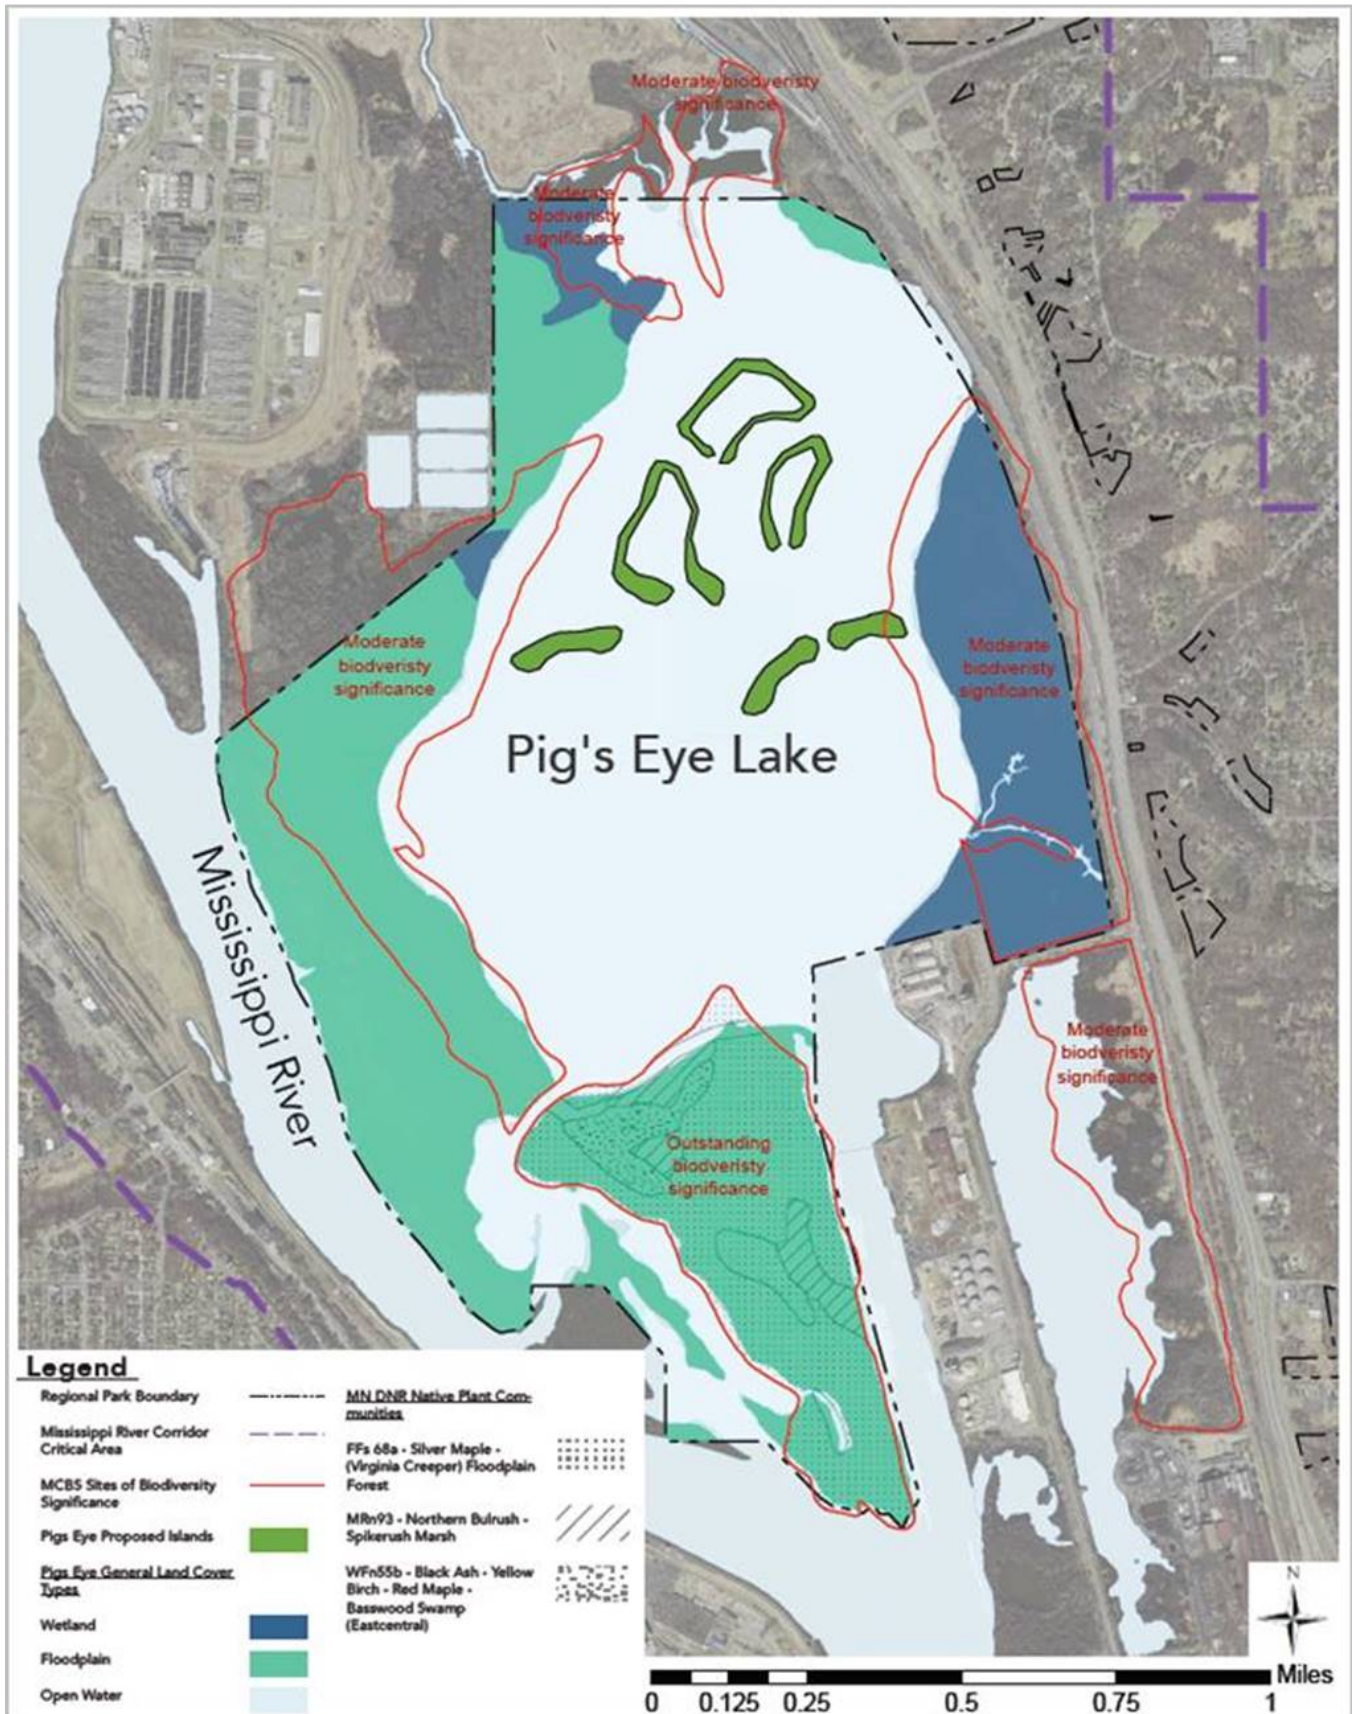 Moderate biodveristy
significance
Moderate
biodveristy
significance
Moderate
biodveristy
significance
Moderate
biodveristy
significance
Pig's Eye Lake
Mississippi River
Moderate
biodveristy
significance
Outstanding
biodveristy
significance
Legend
Regional Park Boundary
Mississippi River Corridor
Critical Area
MCBS Sites of Biodiversity
Significance
Pigs Eye Proposed Islands
Pigs Eye General Land Cover
Types
Wetland
Floodplain
Open Water
MN DNR Native Plant Com-
munities
FFs 68a - Silver Maple -
(Virginia Creeper) Floodplain
Forest
MRn93 - Northern Bulrush -
Spikerush Marsh
WFn55b - Black Ash - Yellow
Birch - Red Maple -
Basswood Swamp
(Eastcentral)
N
Miles
0 0.125 0.25 0.5 0.75 1